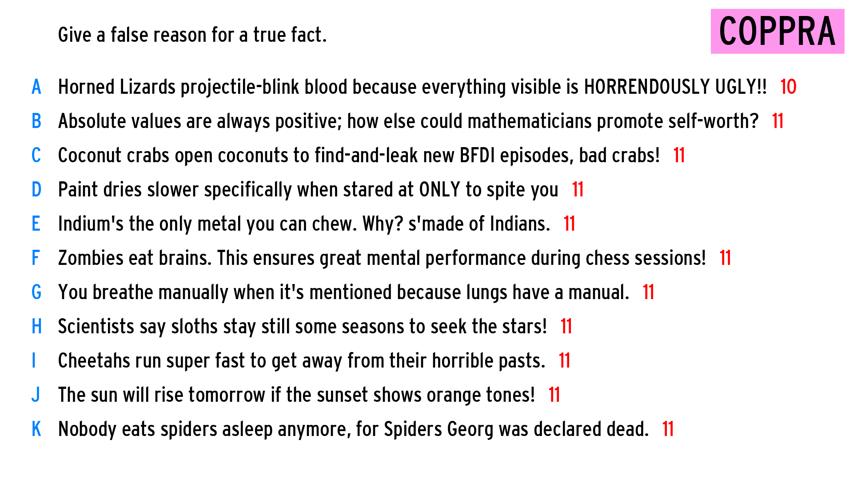 Give a false reason for a true fact.
COPPRA
A Horned Lizards projectile-blink blood because everything visible is HORRENDOUSLY UGLY!! 10
B Absolute values are always positive; how else could mathematicians promote self-worth? 11
C Coconut crabs open coconuts to find-and-leak new BFDI episodes, bad crabs! 11
D Paint dries slower specifically when stared at ONLY to spite you 11
E Indium's the only metal you can chew. Why? s'made of Indians. 11
F Zombies eat brains. This ensures great mental performance during chess sessions! 11
G You breathe manually when it's mentioned because lungs have a manual. 11
H Scientists say sloths stay still some seasons to seek the stars! 11
I Cheetahs run super fast to get away from their horrible pasts. 11
J The sun will rise tomorrow if the sunset shows orange tones! 11
K Nobody eats spiders asleep anymore, for Spiders Georg was declared dead. 11